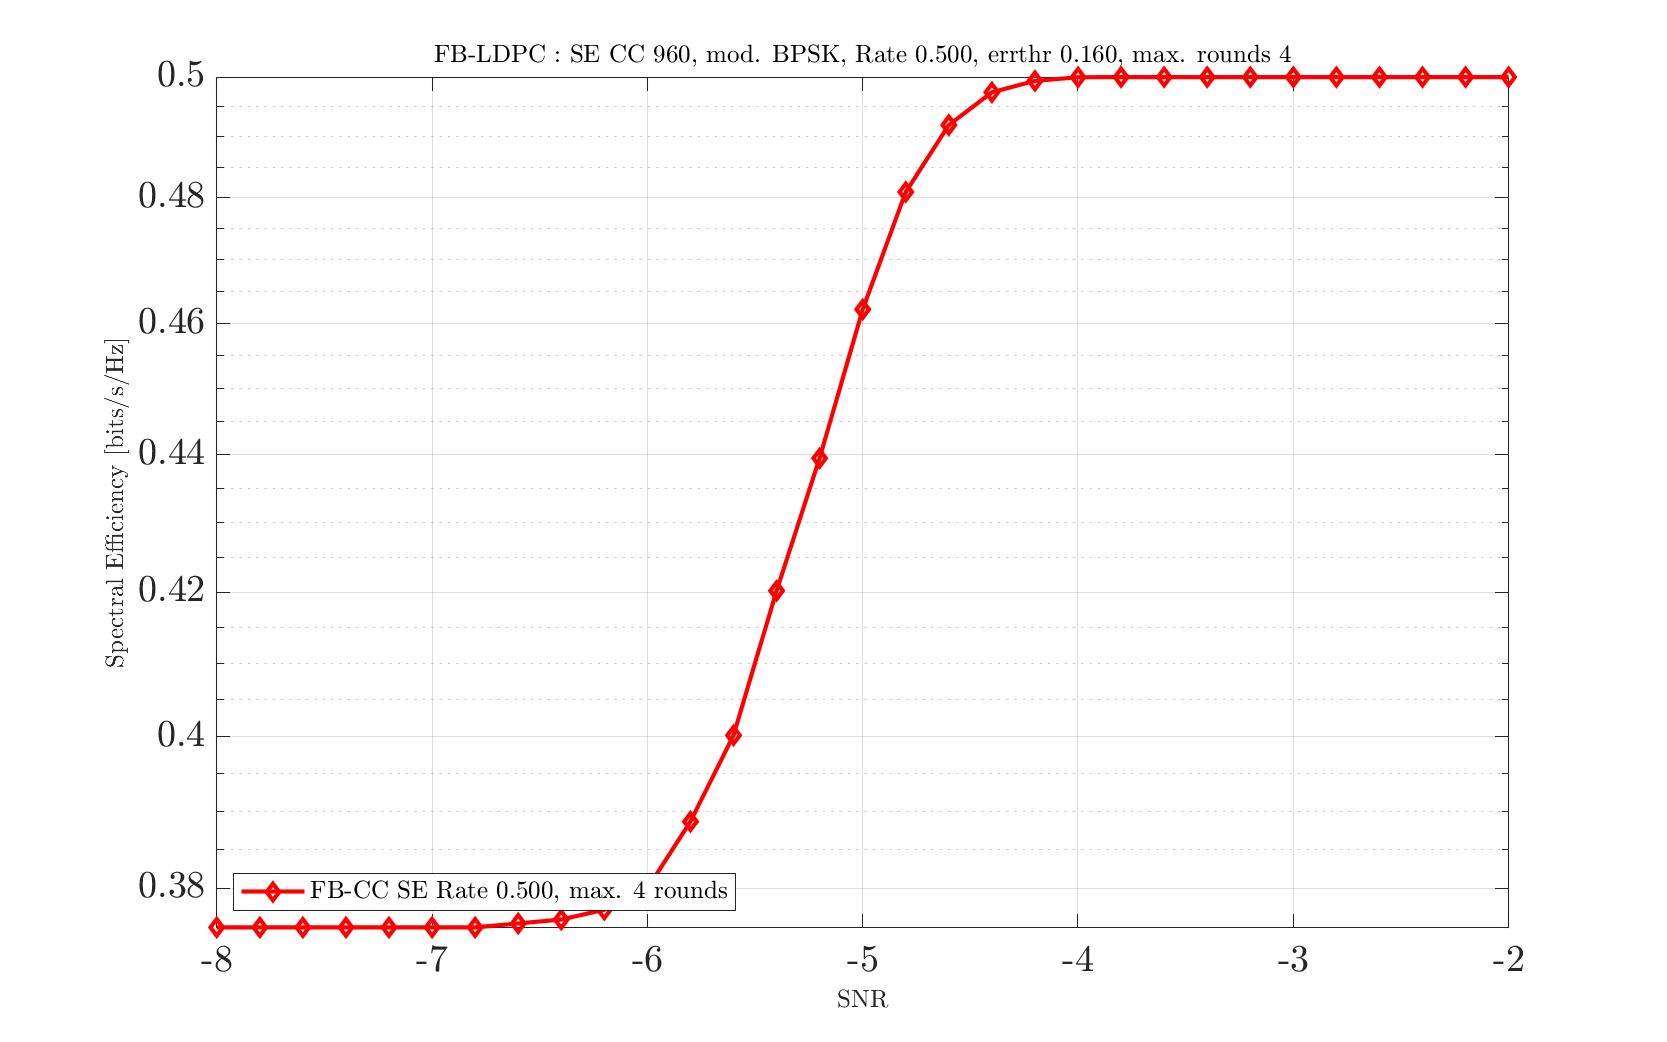 FB-LDPC : SE CC 960, mod. BPSK, Rate 0.500, errthr 0.160, max. rounds 4
0.5
0.48
0.46
0.44
0.42
0.4
0.38
Spectral Efficiency [bits/s/Hz]
FB-CC SE Rate 0.500, max. 4 rounds
-8 -7 -6 -5 -4 -3 -2
SNR